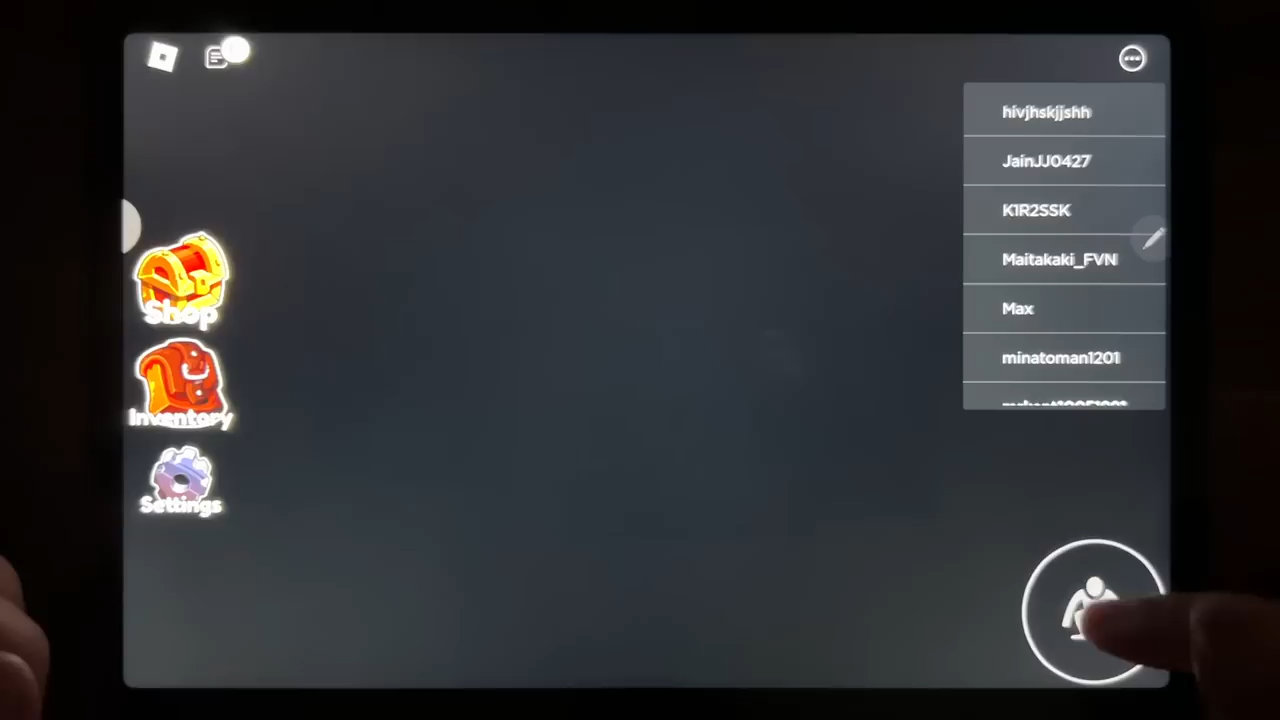 hivjhskjjshh
JainJJ0427
K1R2SSK
Maitakaki_FVN
Max
minatoman1201
Shop
Inventory
Settings